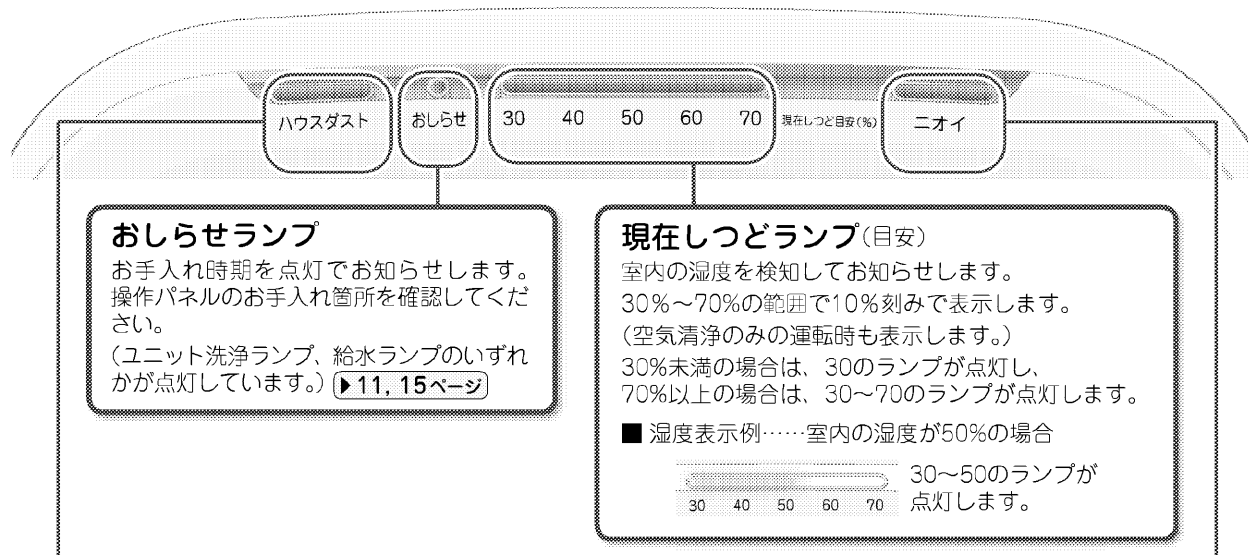 ハウスダスト
おしらせ
30 40 50 60 70 現在しつど目安(%)
ニオイ
おしらせランプ
お手入れ時期を点灯でお知らせします。
操作パネルのお手入れ箇所を確認してくだ
さい。
(ユニット洗浄ランプ、給水ランプのいずれ
かが点灯しています。) ▶11, 15ページ
現在しつどランプ(目安)
室内の湿度を検知してお知らせします。
30%〜70%の範囲で10%刻みで表示します。
(空気清浄のみの運転時も表示します。)
30%未満の場合は、30のランプが点灯し、
70%以上の場合は、30〜70のランプが点灯します。
■ 湿度表示例……室内の湿度が50%の場合
30 40 50 60 70
30〜50のランプが
点灯します。